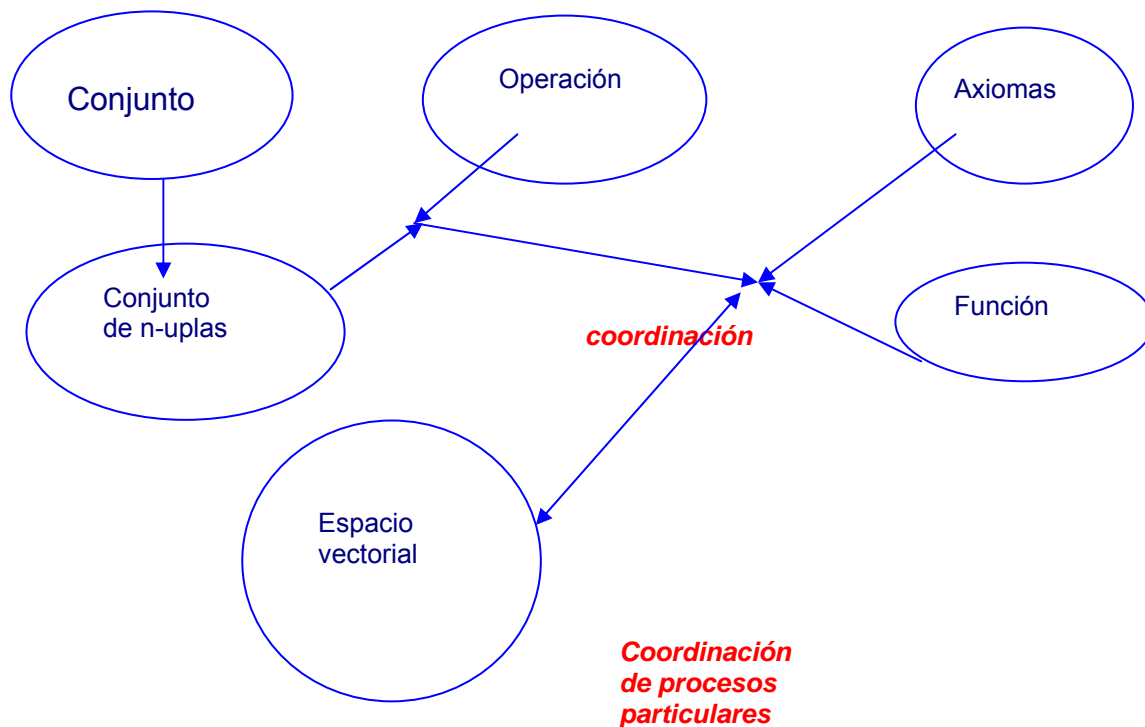 Conjunto
Operación
Axiomas
Conjunto
de n-uplas
Función
coordinación
Espacio
vectorial
Coordinación
de procesos
particulares